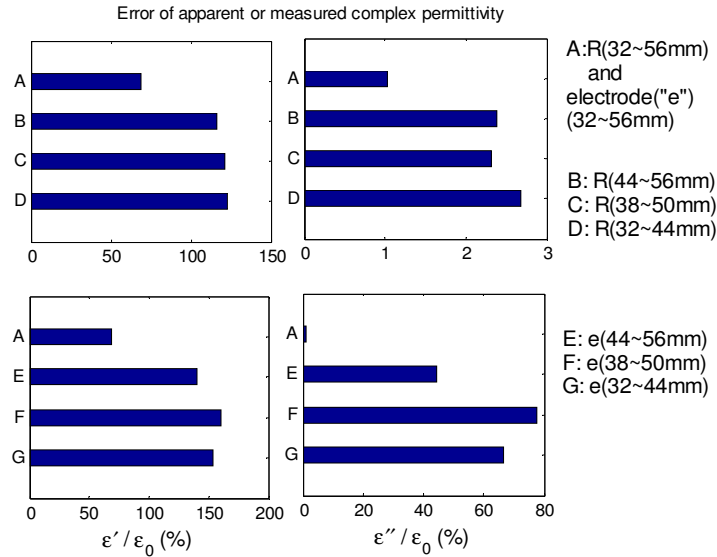 Error of apparent or measured complex permittivity
A
B
C
D
0 50 100 150
A
B
C
D
0 1 2 3
A:R(32~56mm)
and
electrode("e")
(32~56mm)
B: R(44~56mm)
C: R(38~50mm)
D: R(32~44mm)
A
E
F
G
0 50 100 150 200
ε′/ε₀ (%)
A
E
F
G
0 20 40 60 80
ε′′/ε₀ (%)
E: e(44~56mm)
F: e(38~50mm)
G: e(32~44mm)